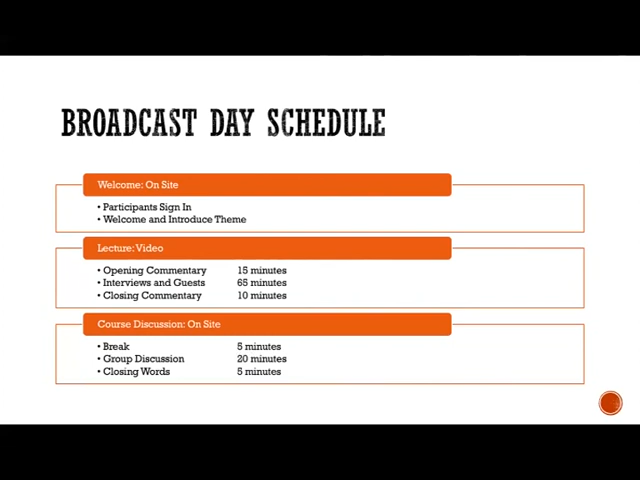 BROADCAST DAY SCHEDULE
Welcome: On Site
• Participants Sign In
• Welcome and Introduce Theme
Lecture: Video
• Opening Commentary 15 minutes
• Interviews and Guests 65 minutes
• Closing Commentary 10 minutes
Course Discussion: On Site
• Break 5 minutes
• Group Discussion 20 minutes
• Closing Words 5 minutes